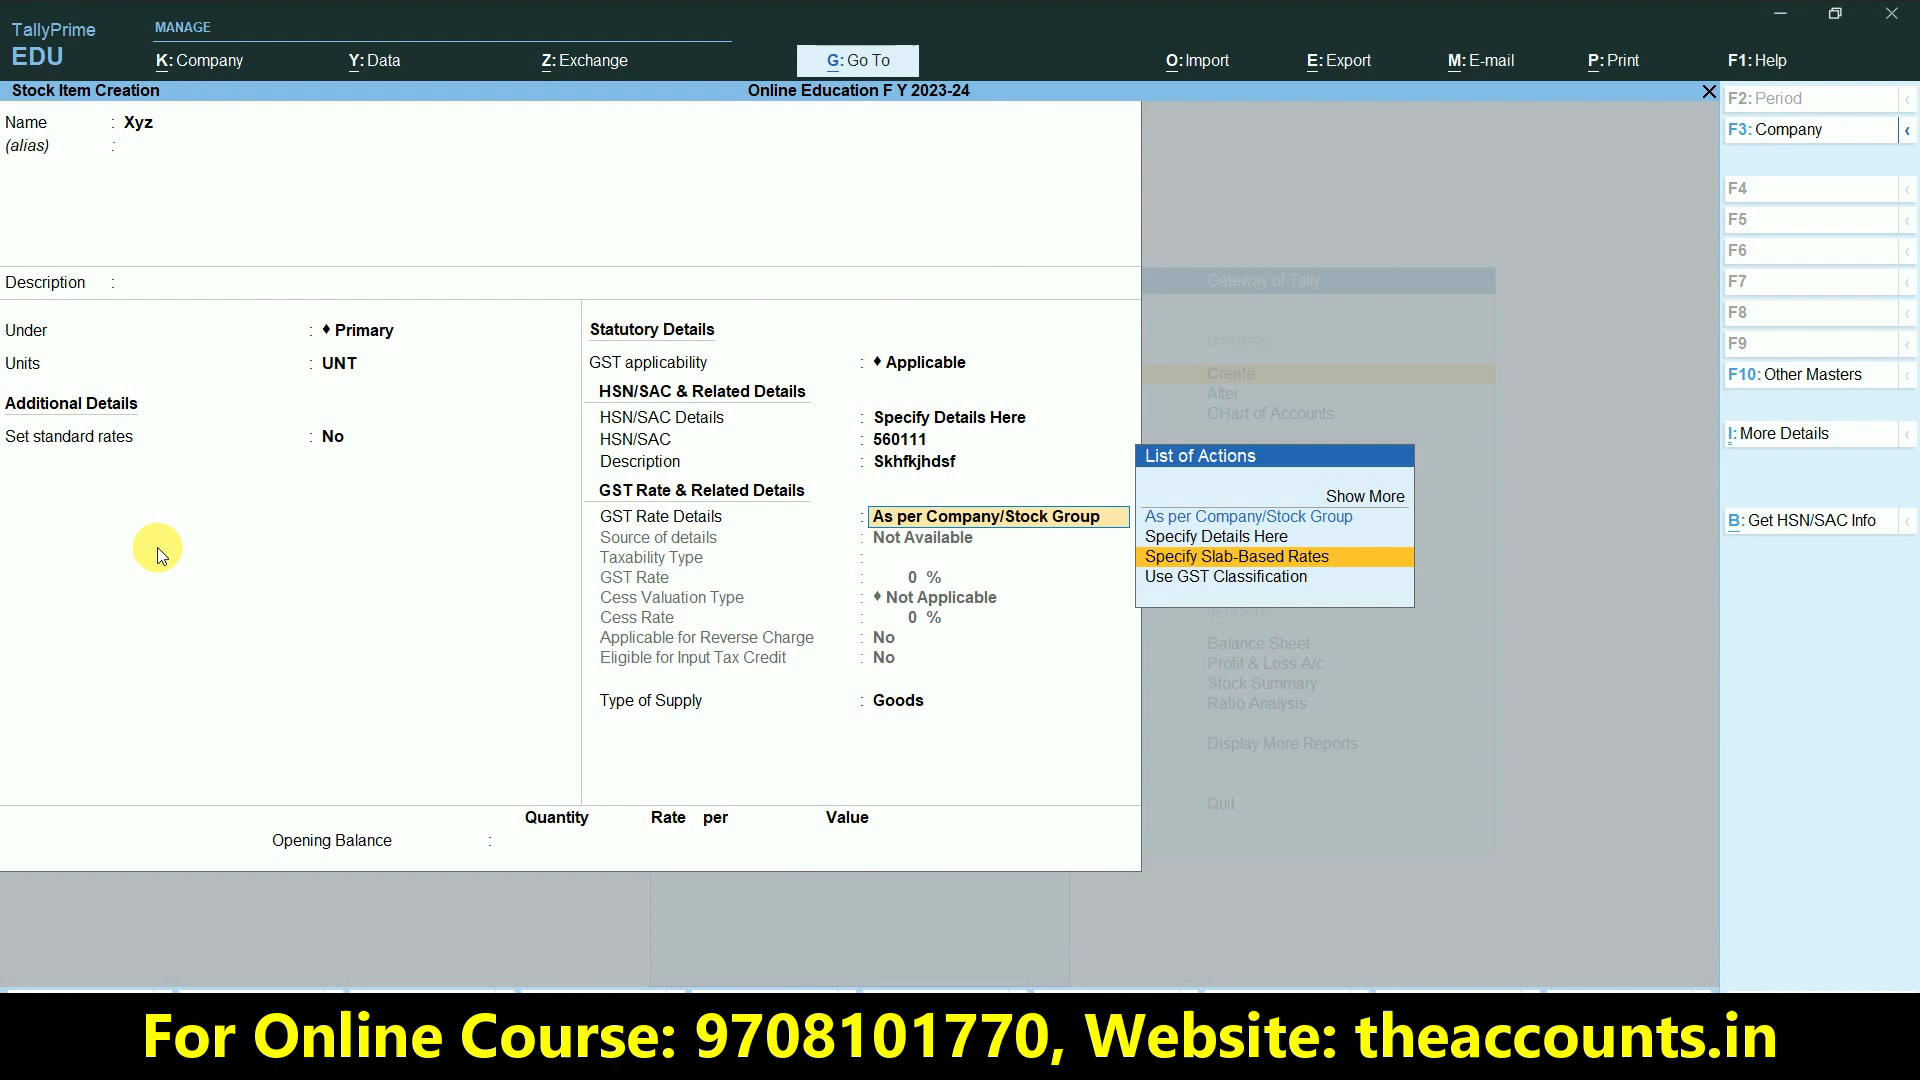 TallyPrime
EDU
MANAGE
K: Company
Y: Data
Z: Exchange
G: Go To
O: Import
E: Export
M: E-mail
P: Print
F1: Help
Stock Item Creation
Online Education F Y 2023-24
Name : Xyz
(alias) :
Description :
Under : ♦ Primary
Units : UNT
Additional Details
Set standard rates : No
Statutory Details
GST applicability : ♦ Applicable
HSN/SAC & Related Details
HSN/SAC Details : Specify Details Here
HSN/SAC : 560111
Description : Skhfkjhdsf
GST Rate & Related Details
GST Rate Details : As per Company/Stock Group
Source of details : Not Available
Taxability Type :
GST Rate : 0 %
Cess Valuation Type : ♦ Not Applicable
Cess Rate : 0 %
Applicable for Reverse Charge : No
Eligible for Input Tax Credit : No
Type of Supply : Goods
Quantity Rate per Value
Opening Balance :
List of Actions
Show More
As per Company/Stock Group
Specify Details Here
Specify Slab-Based Rates
Use GST Classification
Gateway of Tally
MASTERS
Create
Alter
CHart of Accounts
REPORTS
Balance Sheet
Profit & Loss A/c
Stock Summary
Ratio Analysis
Display More Reports
Quit
F2: Period
F3: Company
F4
F5
F6
F7
F8
F9
F10: Other Masters
I: More Details
B: Get HSN/SAC Info
For Online Course: 9708101770, Website: theaccounts.in